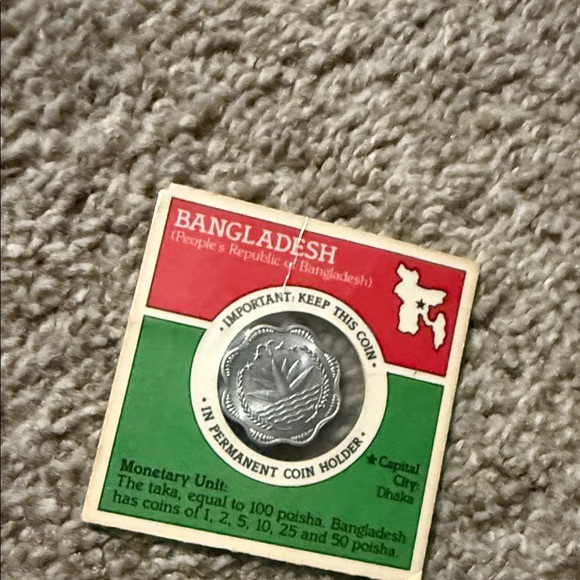 BANGLADESH
(People's Republic of Bangladesh)
• IMPORTANT: KEEP THIS COIN •
• IN PERMANENT COIN HOLDER •
★Capital
City:
Dhaka
Monetary Unit:
The taka, equal to 100 poisha. Bangladesh
has coins of 1, 2, 5, 10, 25 and 50 poisha.